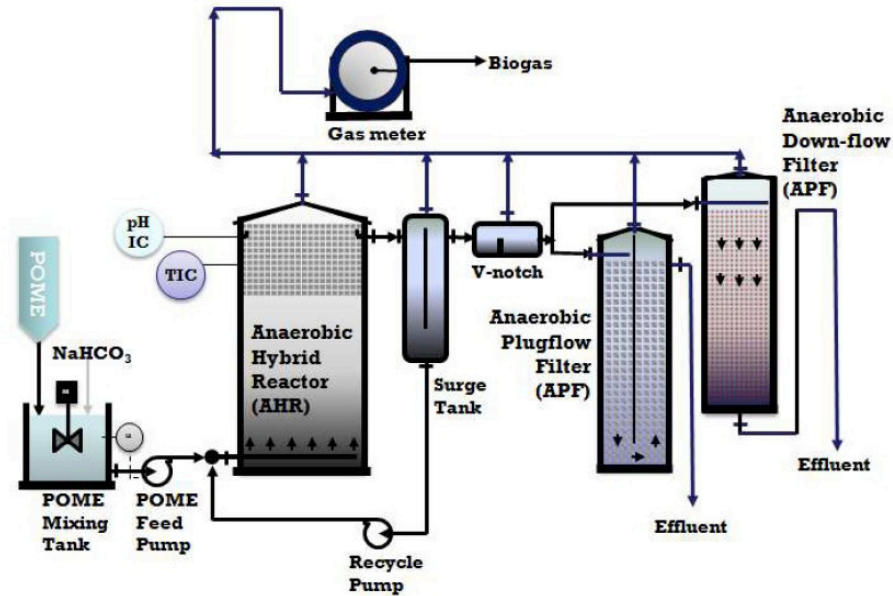 Biogas
Gas meter
Anaerobic
Down-flow
Filter
(APF)
pH
IC
TIC
POME
NaHCO3
V-notch
Anaerobic
Hybrid
Reactor
(AHR)
Anaerobic
Plugflow
Filter
(APF)
Surge
Tank
POME
Mixing
Tank
POME
Feed
Pump
Recycle
Pump
Effluent
Effluent